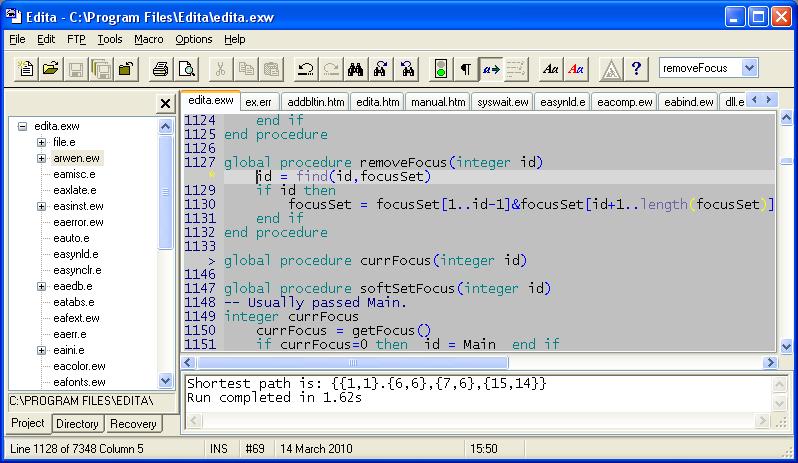 Edita - C:\Program Files\Edita\edita.exw
File Edit FTP Tools Macro Options Help
¶ a Aa Aa ? removeFocus
edita.exw ex.err addbltin.htm edita.htm manual.htm syswait.ew easynld.e eacomp.ew eabind.ew dll.e
edita.exw
file.e
arwen.ew
eamisc.e
eaxlate.e
easinst.ew
eaerror.ew
eauto.e
easynld.e
easynclr.e
eaedb.e
eatabs.e
eafext.ew
eaerr.e
eaini.e
eacolor.ew
eafonts.ew
C:\PROGRAM FILES\EDITA\
Project Directory Recovery
1124 end if
1125 end procedure
1126
1127 global procedure removeFocus(integer id)
* id = find(id,focusSet)
1129 if id then
1130 focusSet = focusSet[1..id-1]&focusSet[id+1..length(focusSet)]
1131 end if
1132 end procedure
1133
> global procedure currFocus(integer id)
1146
1147 global procedure softSetFocus(integer id)
1148 -- Usually passed Main.
1149 integer currFocus
1150 currFocus = getFocus()
1151 if currFocus=0 then id = Main end if
Shortest path is: {{1,1}.{6,6},{7,6},{15,14}}
Run completed in 1.62s
Line 1128 of 7348 Column 5 INS #69 14 March 2010 15:50